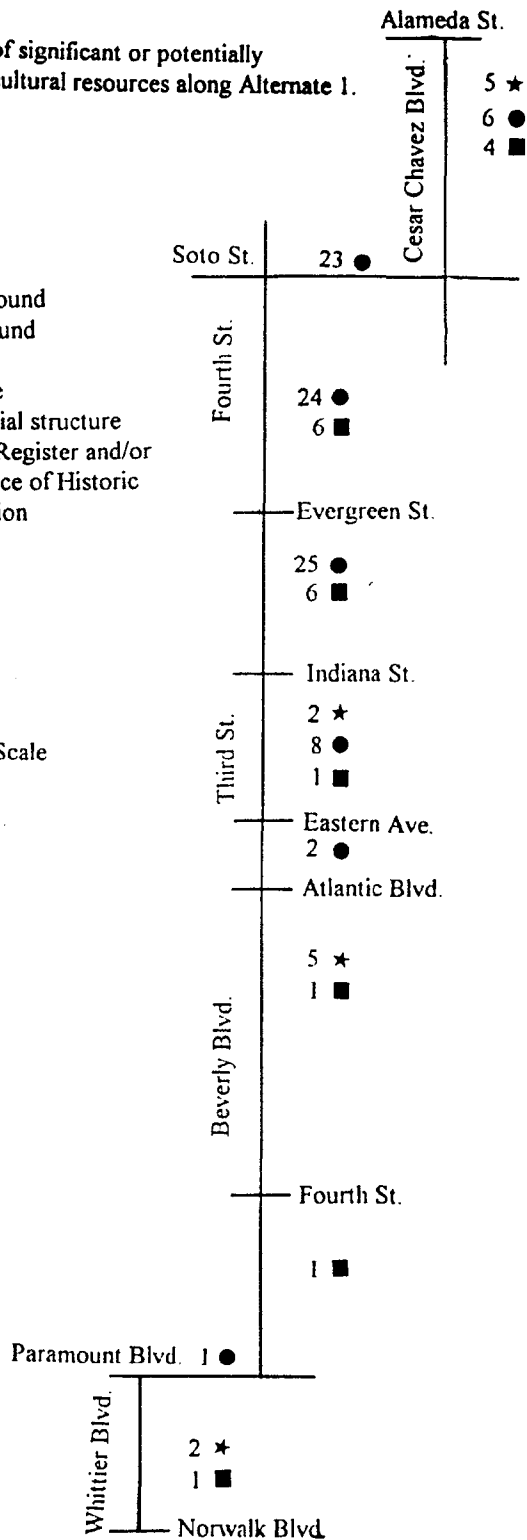 Alameda St.
of significant or potentially
cultural resources along Alternate 1.
Cesar Chavez Blvd.
5 ★
6 ●
4 ■
Soto St.
23 ●
ound
und
Fourth St.
24 ●
6 ■
ial structure
Register and/or
ce of Historic
ion
Evergreen St.
25 ●
6 ■
Indiana St.
2 ★
8 ●
1 ■
Scale
Third St.
Eastern Ave.
2 ●
Atlantic Blvd.
5 ★
1 ■
Beverly Blvd.
Fourth St.
1 ■
Paramount Blvd. 1 ●
Whittier Blvd.
2 ★
1 ■
Norwalk Blvd